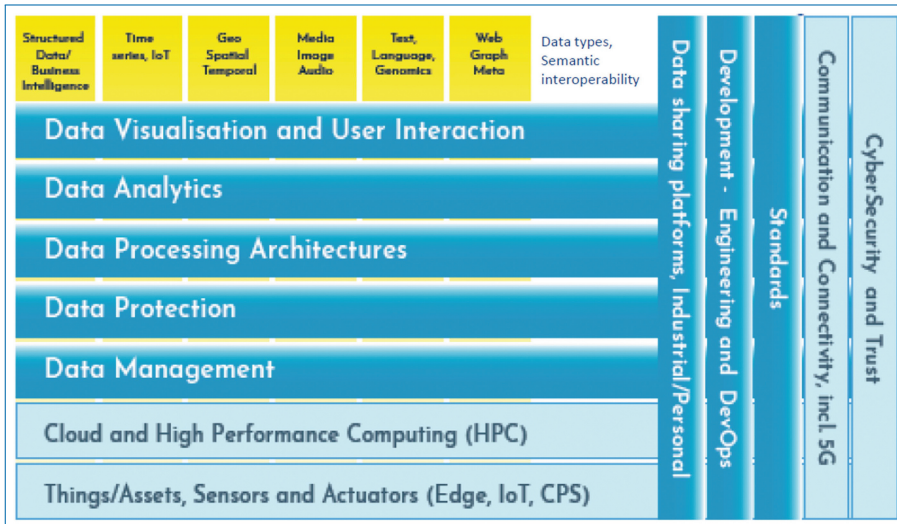 Structured
Data/
Business
Intelligence
Time
series, IoT
Geo
Spatial
Temporal
Media
Image
Audio
Text,
Language,
Genomics
Web
Graph
Meta
Data types,
Semantic
interoperability
Data Visualisation and User Interaction
Data Analytics
Data Processing Architectures
Data Protection
Data Management
Cloud and High Performance Computing (HPC)
Things/Assets, Sensors and Actuators (Edge, IoT, CPS)
Data sharing platforms, Industrial/Personal
Development - Engineering and DevOps
Standards
Communication and Connectivity, incl. 5G
CyberSecurity and Trust